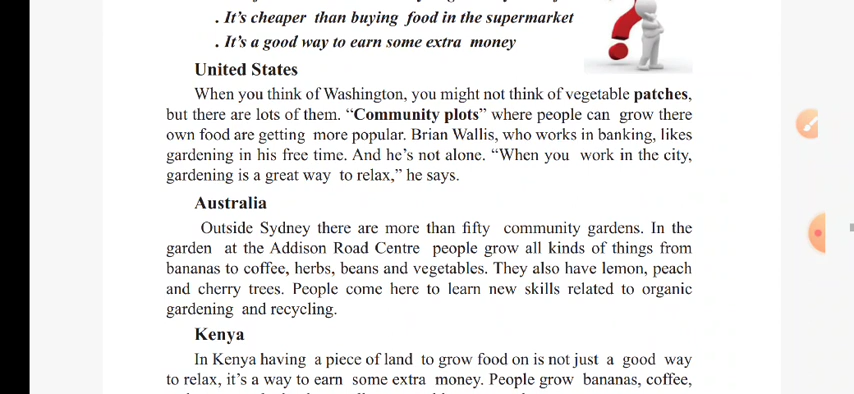 . It's cheaper than buying food in the supermarket
. It's a good way to earn some extra money
United States
When you think of Washington, you might not think of vegetable patches,
but there are lots of them. “Community plots” where people can grow there
own food are getting more popular. Brian Wallis, who works in banking, likes
gardening in his free time. And he's not alone. “When you work in the city,
gardening is a great way to relax,” he says.
Australia
Outside Sydney there are more than fifty community gardens. In the
garden at the Addison Road Centre people grow all kinds of things from
bananas to coffee, herbs, beans and vegetables. They also have lemon, peach
and cherry trees. People come here to learn new skills related to organic
gardening and recycling.
Kenya
In Kenya having a piece of land to grow food on is not just a good way
to relax, it's a way to earn some extra money. People grow bananas, coffee,